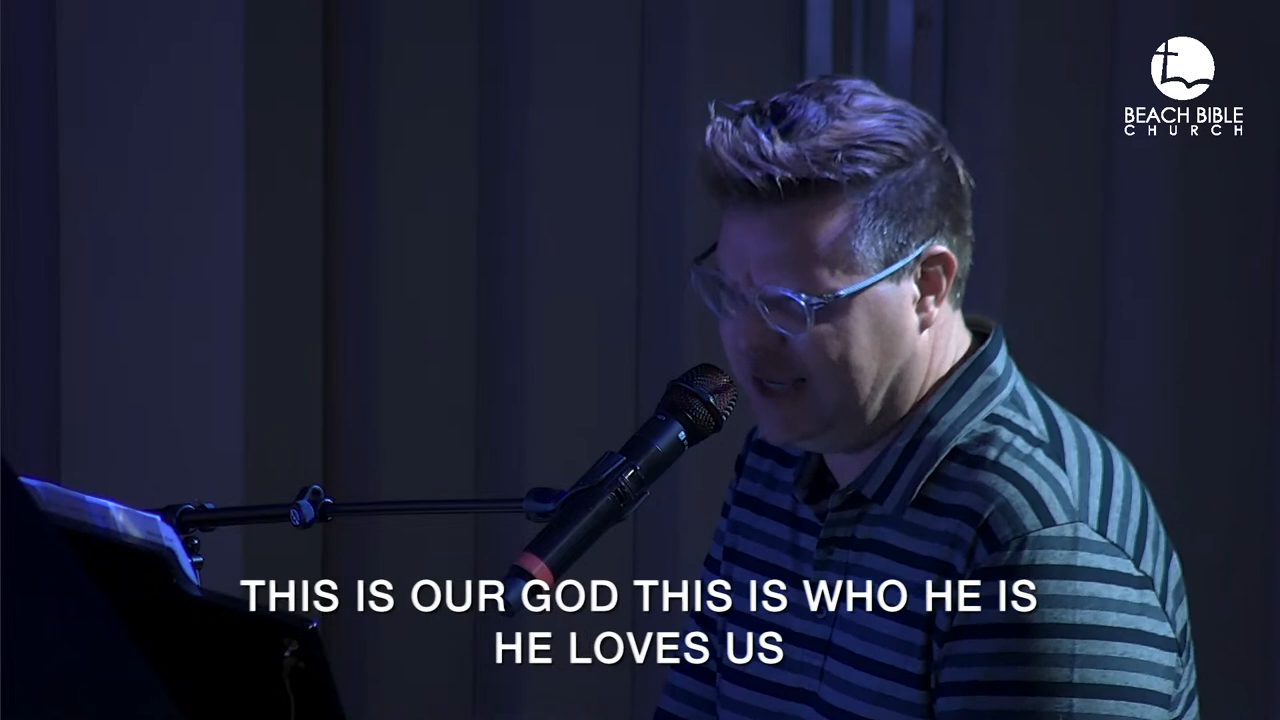 BEACH BIBLE
CHURCH
THIS IS OUR GOD THIS IS WHO HE IS
HE LOVES US